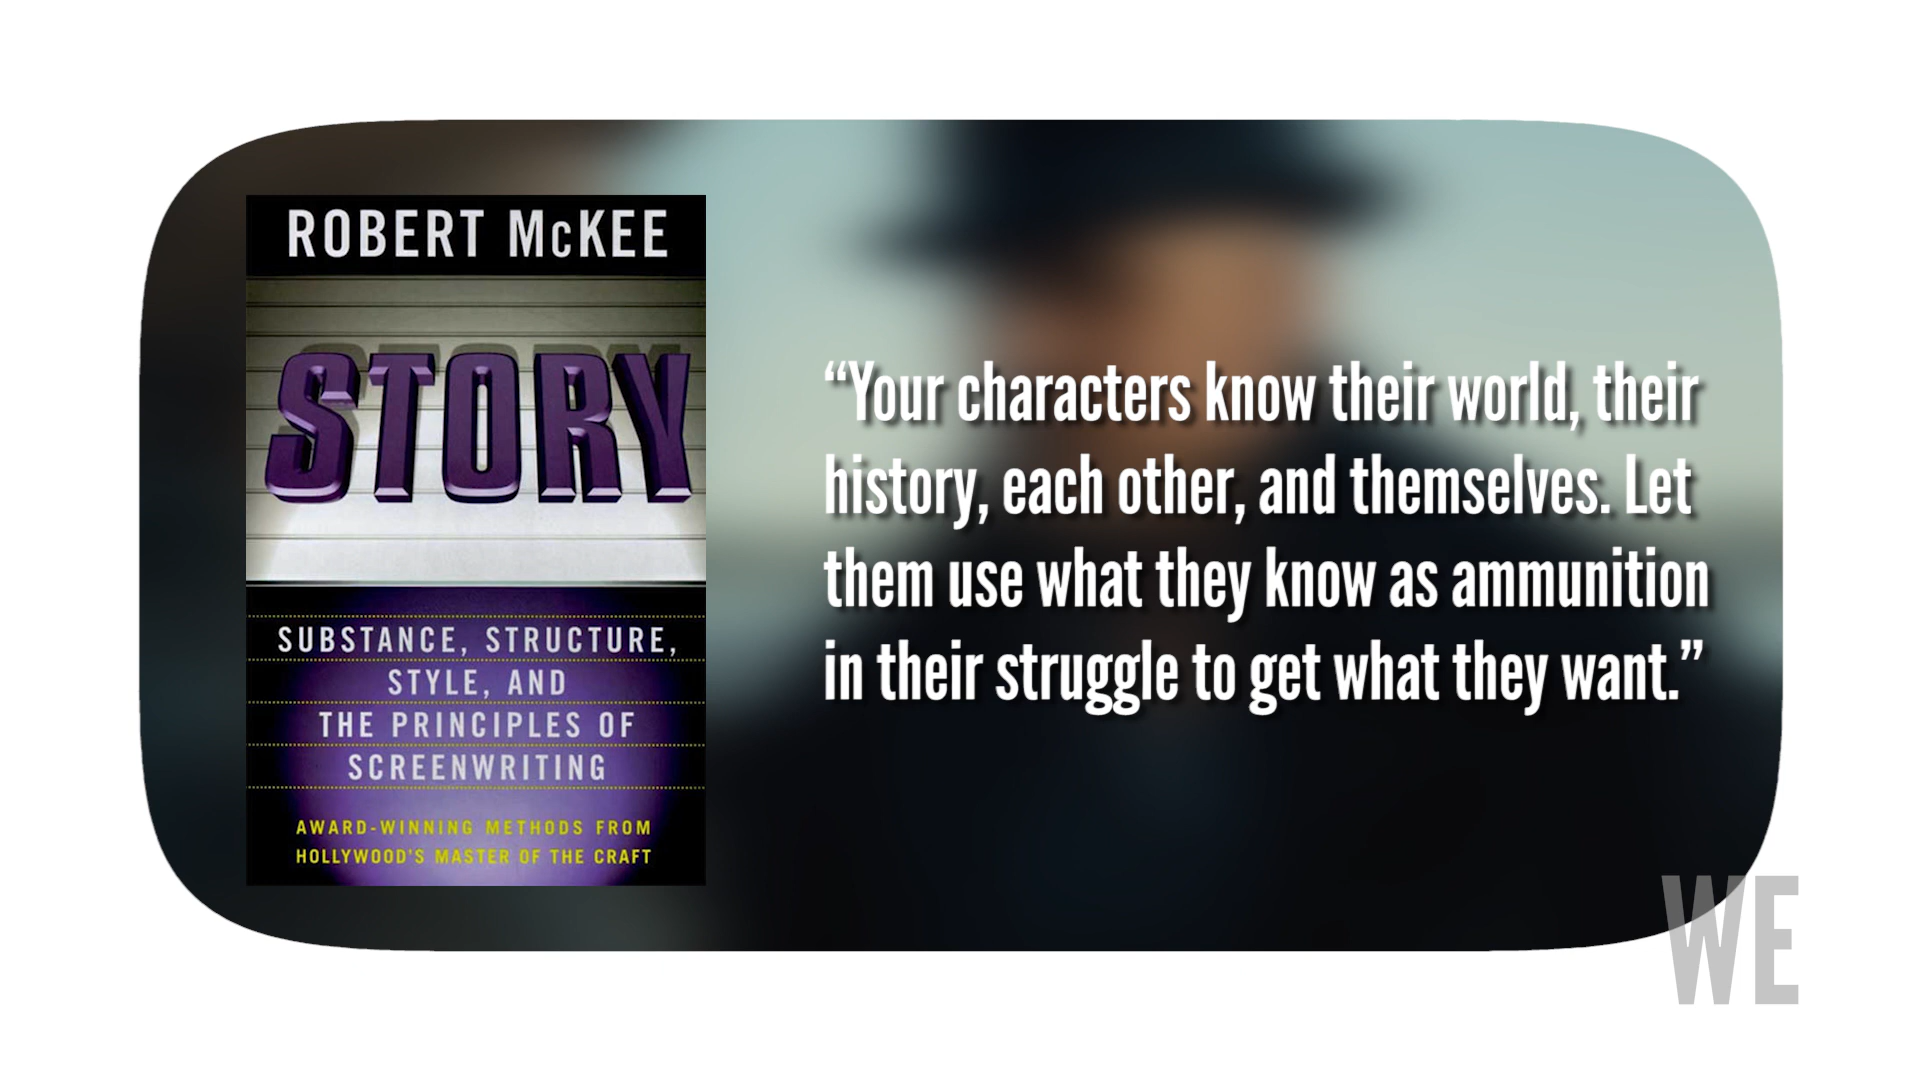 ROBERT McKEE
STORY
SUBSTANCE, STRUCTURE,
STYLE, AND
THE PRINCIPLES OF
SCREENWRITING
AWARD-WINNING METHODS FROM
HOLLYWOOD'S MASTER OF THE CRAFT
“Your characters know their world, their
history, each other, and themselves. Let
them use what they know as ammunition
in their struggle to get what they want.”
WE